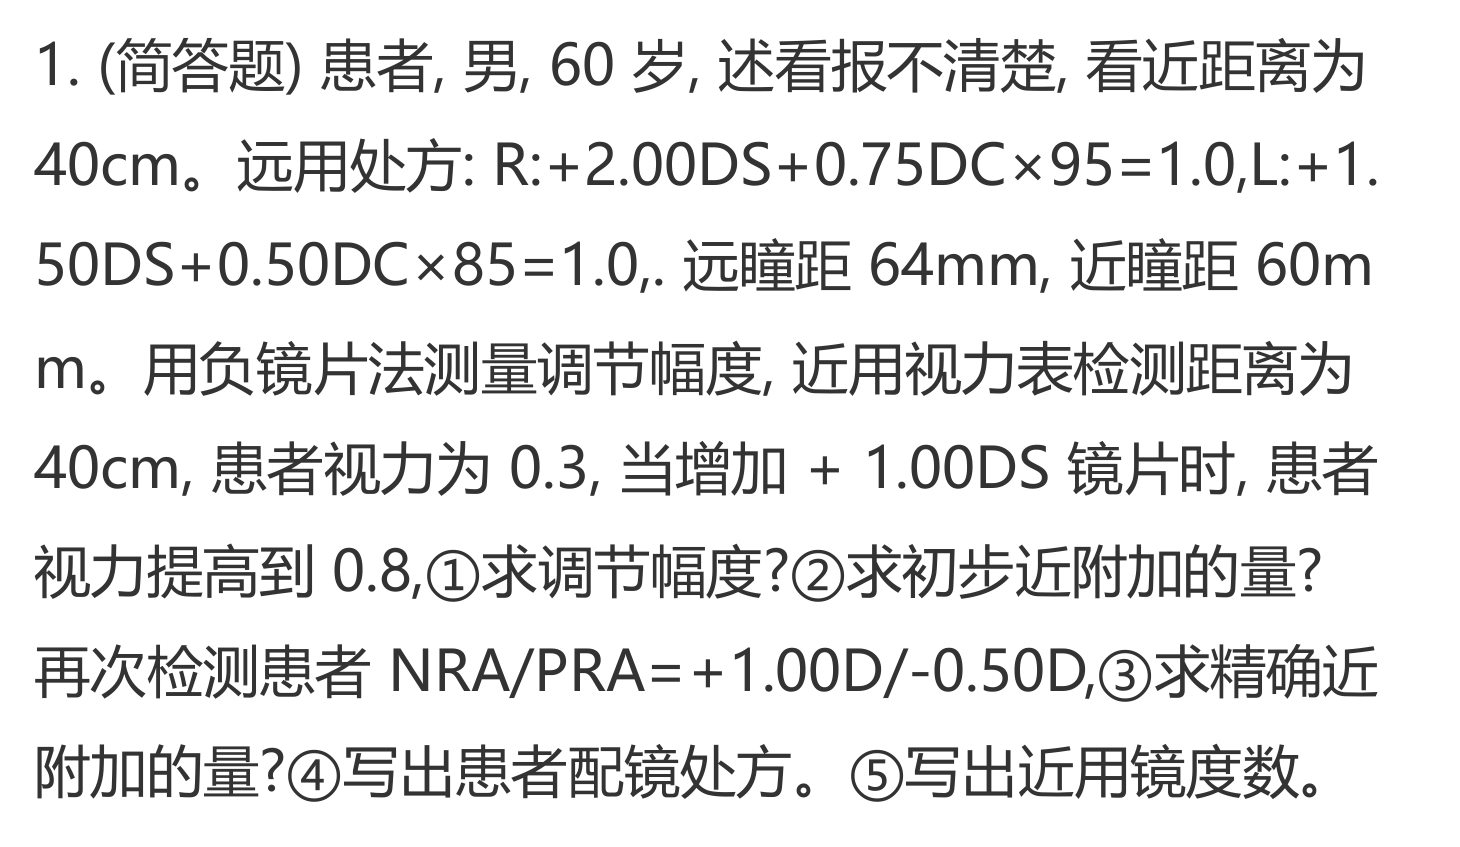 1. (简答题) 患者, 男, 60 岁, 述看报不清楚, 看近距离为
40cm。远用处方: R:+2.00DS+0.75DC×95=1.0,L:+1.
50DS+0.50DC×85=1.0,. 远瞳距 64mm, 近瞳距 60m
m。用负镜片法测量调节幅度, 近用视力表检测距离为
40cm, 患者视力为 0.3, 当增加 + 1.00DS 镜片时, 患者
视力提高到 0.8,①求调节幅度?②求初步近附加的量?
再次检测患者 NRA/PRA=+1.00D/-0.50D,③求精确近
附加的量?④写出患者配镜处方。⑤写出近用镜度数。